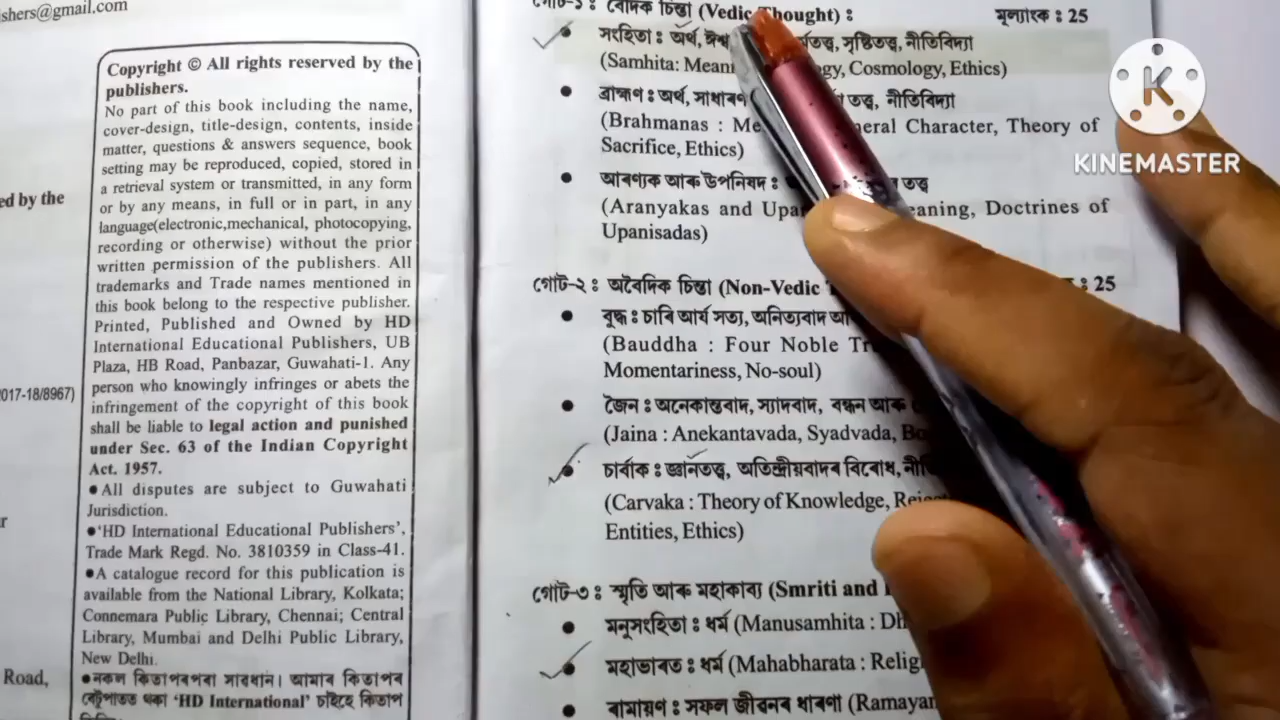 shers@gmail.com
ed by the
2017-18/8967)
Road,
Copyright © All rights reserved by the
publishers.
No part of this book including the name,
cover-design, title-design, contents, inside
matter, questions & answers sequence, book
setting may be reproduced, copied, stored in
a retrieval system or transmitted, in any form
or by any means, in full or in part, in any
language(electronic,mechanical, photocopying,
recording or otherwise) without the prior
written permission of the publishers. All
trademarks and Trade names mentioned in
this book belong to the respective publisher.
Printed, Published and Owned by HD
International Educational Publishers, UB
Plaza, HB Road, Panbazar, Guwahati-1. Any
person who knowingly infringes or abets the
infringement of the copyright of this book
shall be liable to legal action and punished
under Sec. 63 of the Indian Copyright
Act. 1957.
●All disputes are subject to Guwahati
Jurisdiction.
●‘HD International Educational Publishers’,
Trade Mark Regd. No. 3810359 in Class-41.
●A catalogue record for this publication is
available from the National Library, Kolkata;
Connemara Public Library, Chennai; Central
Library, Mumbai and Delhi Public Library,
New Delhi.
●নকল কিতাপৰপৰা সাৱধান। আমাৰ কিতাপৰ
বেটুপাতত থকা ‘HD International’ চাইহে কিতাপ
গোট-১ : বৈদিক চিন্তা (Vedic Thought) : মূল্যাংক : 25
● সংহিতা : অৰ্থ, সৃষ্টিতত্ত্ব, নীতিবিদ্যা
(Samhita: Cosmology, Ethics)
● ব্ৰাহ্মণ : অৰ্থ, তত্ত্ব, নীতিবিদ্যা
(Brahmanas : Character, Theory of
Sacrifice, Ethics)
● আৰণ্যক আৰু উপনিষদ : তত্ত্ব
(Aranyakas and Doctrines of
Upanisadas)
গোট-২ : অবৈদিক চিন্তা (Non-Vedic : 25
● বুদ্ধ : চাৰি আৰ্য সত্য, অনিত্যবাদ
(Bauddha : Four Noble
Momentariness, No-soul)
● জৈন : অনেকান্তবাদ, স্যাদবাদ, বন্ধন আৰু
(Jaina : Anekantavada, Syadvada,
● চাৰ্বাক : জ্ঞানতত্ত্ব, অতিন্দ্ৰীয়বাদৰ বিৰোধ,
(Carvaka : Theory of Knowledge,
Entities, Ethics)
গোট-৩ : স্মৃতি আৰু মহাকাব্য (Smriti and
● মনুসংহিতা : ধৰ্ম (Manusamhita :
● মহাভাৰত : ধৰ্ম (Mahabharata :
● ৰামায়ণ : সফল জীৱনৰ ধাৰণা
K
KINEMASTER